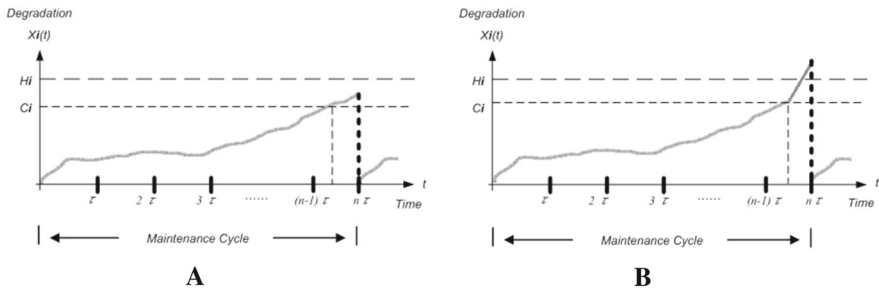 Degradation
Xi(t)
Hi
Ci
τ 2 τ 3 τ ...... (n-1) τ n τ
t
Time
Maintenance Cycle
A
Degradation
Xi(t)
Hi
Ci
τ 2 τ 3 τ ...... (n-1) τ n τ
t
Time
Maintenance Cycle
B